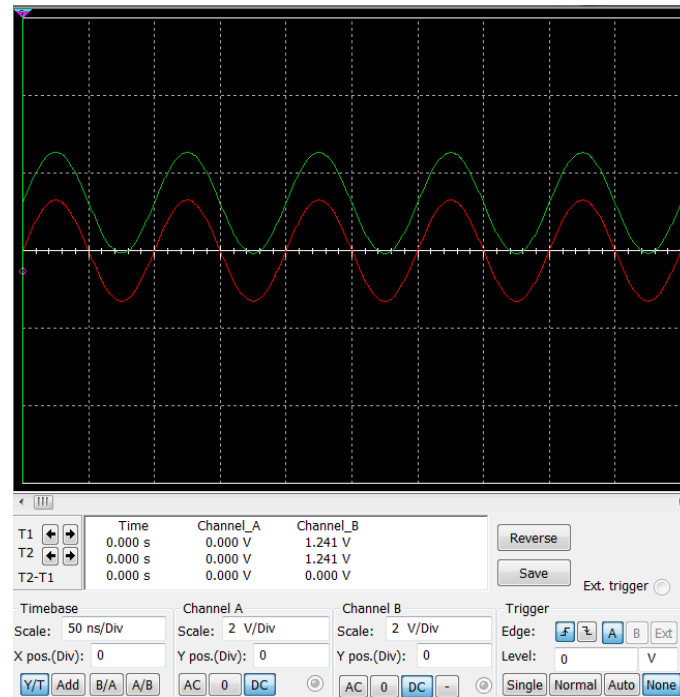 Time Channel_A Channel_B
T1 0.000 s 0.000 V 1.241 V
T2 0.000 s 0.000 V 1.241 V
T2-T1 0.000 s 0.000 V 0.000 V
Reverse
Save
Ext. trigger
Timebase Channel A Channel B Trigger
Scale: 50 ns/Div Scale: 2 V/Div Scale: 2 V/Div Edge: A B Ext
X pos.(Div): 0 Y pos.(Div): 0 Y pos.(Div): 0 Level: 0 V
Y/T Add B/A A/B AC 0 DC AC 0 DC - Single Normal Auto None